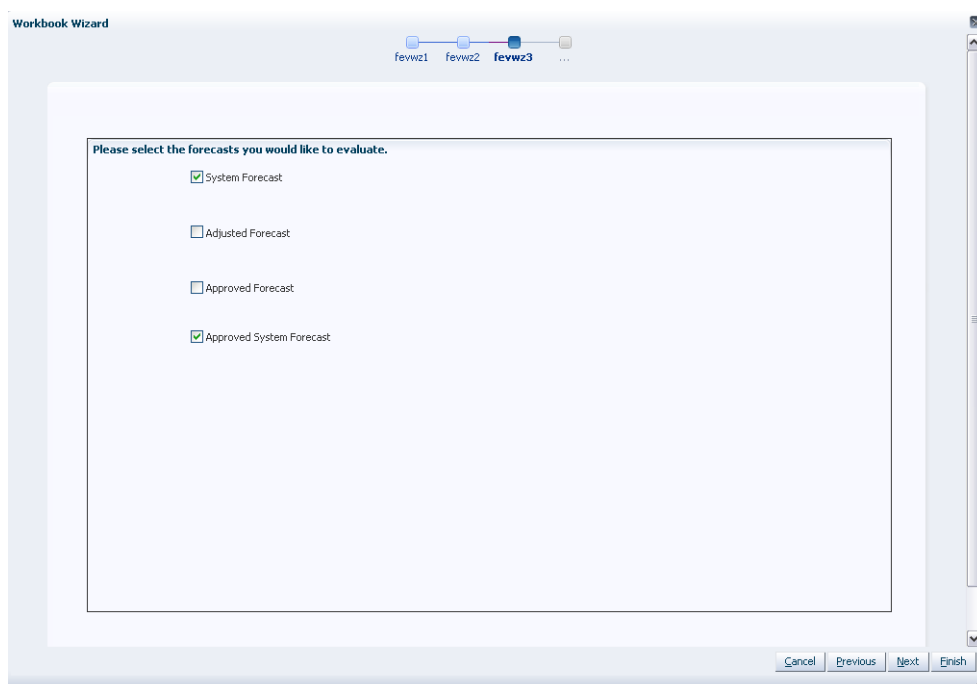 Workbook Wizard
fevwz1 fevwz2 fevwz3 ...
Please select the forecasts you would like to evaluate.
System Forecast
Adjusted Forecast
Approved Forecast
Approved System Forecast
Cancel Previous Next Finish